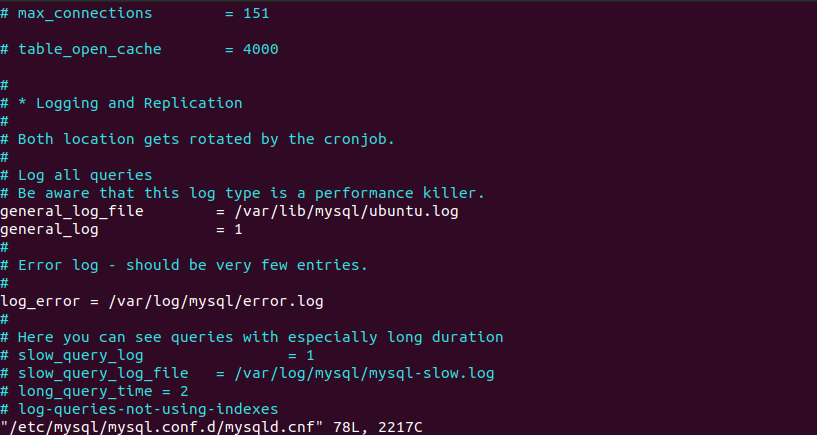 # max_connections        = 151
# table_open_cache       = 4000
#
# * Logging and Replication
#
# Both location gets rotated by the cronjob.
#
# Log all queries
# Be aware that this log type is a performance killer.
general_log_file        = /var/lib/mysql/ubuntu.log
general_log             = 1
#
# Error log - should be very few entries.
#
log_error = /var/log/mysql/error.log
#
# Here you can see queries with especially long duration
# slow_query_log                = 1
# slow_query_log_file   = /var/log/mysql/mysql-slow.log
# long_query_time = 2
# log-queries-not-using-indexes
"/etc/mysql/mysql.conf.d/mysqld.cnf" 78L, 2217C